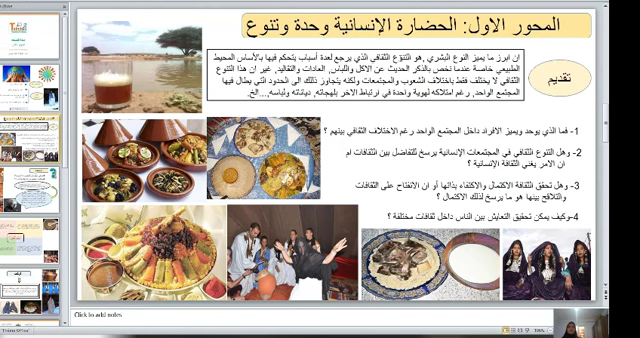 المحور الاول: الحضارة الإنسانية وحدة وتنوع
تقديم
ان ابرز ما يميز النوع البشري ,هو التنوع الثقافي الذي يرجع لعدة أسباب يتحكم فيها بالأساس المحيط
الطبيعي خاصة عندما نخص بالذكر الحديث عن الاكل واللباس, العادات والتقاليد, غير ان هذا التنوع
الثقافي لا يختلف فقط باختلاف الشعوب والمجتمعات ولكنه يتجاوز ذلك الى الحدود التي يطال فيها
المجتمع الواحد, رغم امتلاكه لهوية واحدة في ارتباط الاخر بلهجاته, دياناته ولباسه....الخ.
1- فما الذي يوحد ويميز الافراد داخل المجتمع الواحد رغم الاختلاف الثقافي بينهم ؟
2- وهل التنوع الثقافي في المجتمعات الإنسانية يرسخ للتفاضل بين الثقافات ام
ان الامر يغني الثقافة الإنسانية ؟
3- وهل تحقق الثقافة الاكتمال والاكتفاء بذاتها أو ان الانفتاح على الثقافات
والتلاقح بينها هو ما يرسخ لذلك الاكتمال ؟
4-وكيف يمكن تحقيق التعايش بين الناس داخل ثقافات مختلفة ؟
Click to add notes
100%